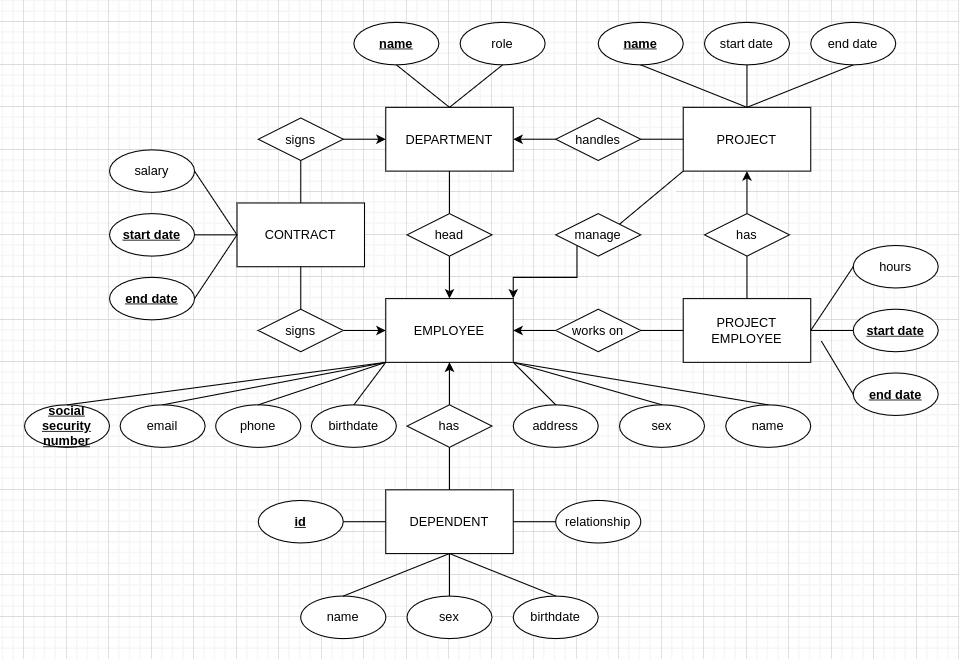 name
role
name
start date
end date
signs
DEPARTMENT
handles
PROJECT
salary
start date
end date
CONTRACT
head
manage
has
hours
signs
EMPLOYEE
works on
PROJECT
EMPLOYEE
start date
end date
social
security
number
email
phone
birthdate
has
address
sex
name
id
DEPENDENT
relationship
name
sex
birthdate